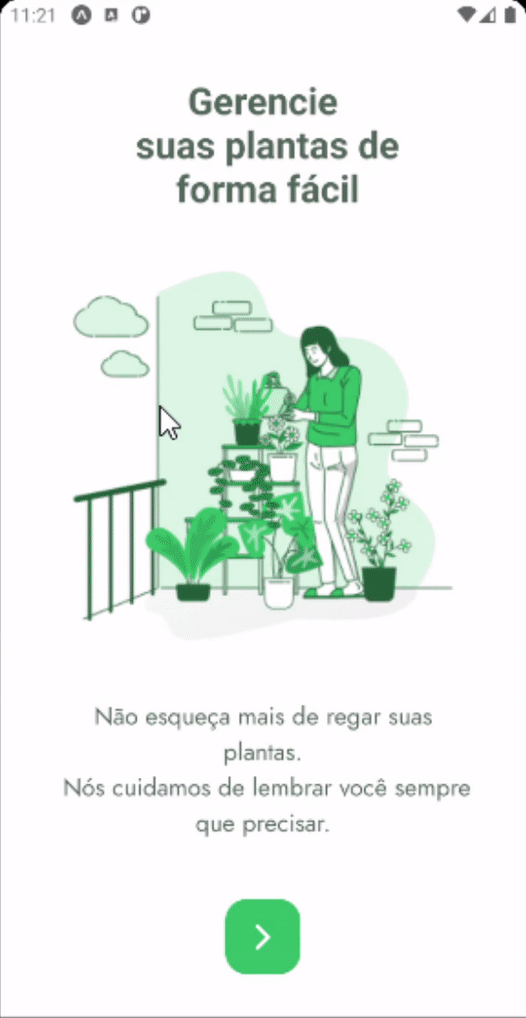 11:21
Gerencie
suas plantas de
forma fácil
Não esqueça mais de regar suas
plantas.
Nós cuidamos de lembrar você sempre
que precisar.